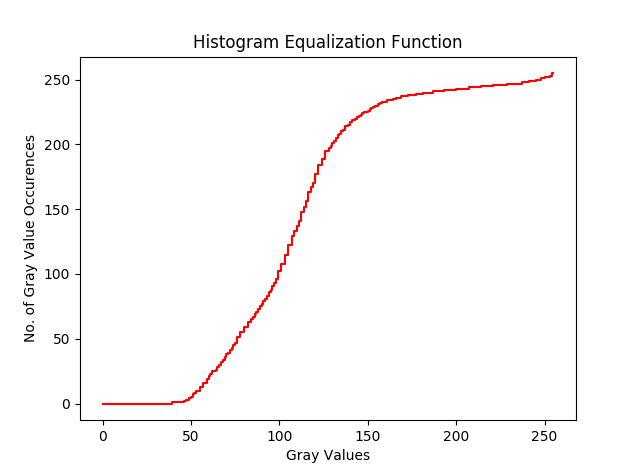 Histogram Equalization Function
No. of Gray Value Occurences
250
200
150
100
50
0
0 50 100 150 200 250
Gray Values